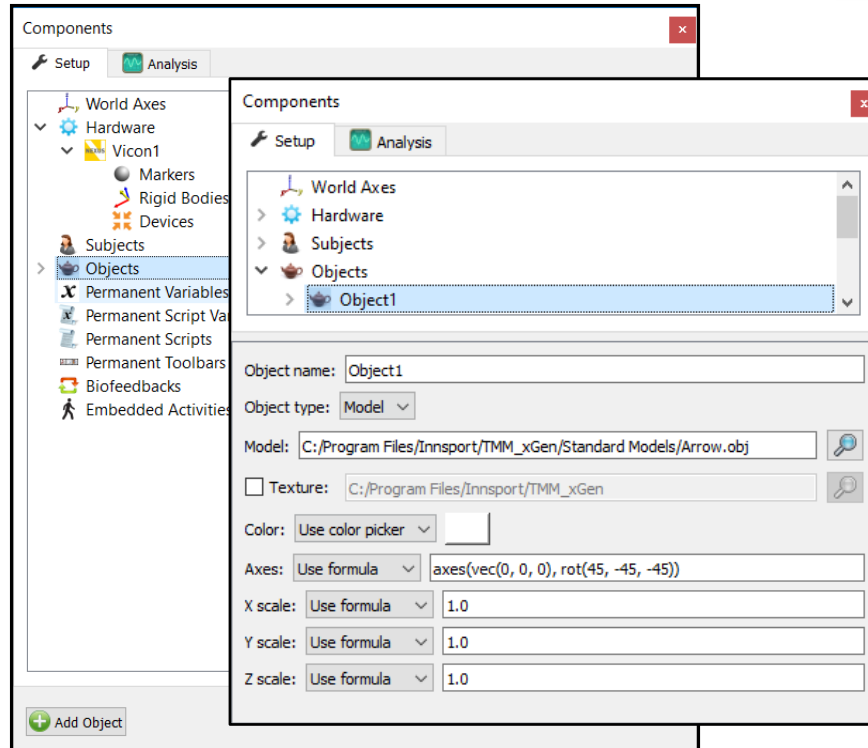 Components
Setup
Analysis
World Axes
Hardware
Vicon1
Markers
Rigid Bodies
Devices
Subjects
Objects
Permanent Variables
Permanent Script Va
Permanent Scripts
Permanent Toolbars
Biofeedbacks
Embedded Activities
Add Object
Components
Setup
Analysis
World Axes
Hardware
Subjects
Objects
Object1
Object name: Object1
Object type: Model
Model: C:/Program Files/Innsport/TMM_xGen/Standard Models/Arrow.obj
Texture: C:/Program Files/Innsport/TMM_xGen
Color: Use color picker
Axes: Use formula axes(vec(0, 0, 0), rot(45, -45, -45))
X scale: Use formula 1.0
Y scale: Use formula 1.0
Z scale: Use formula 1.0